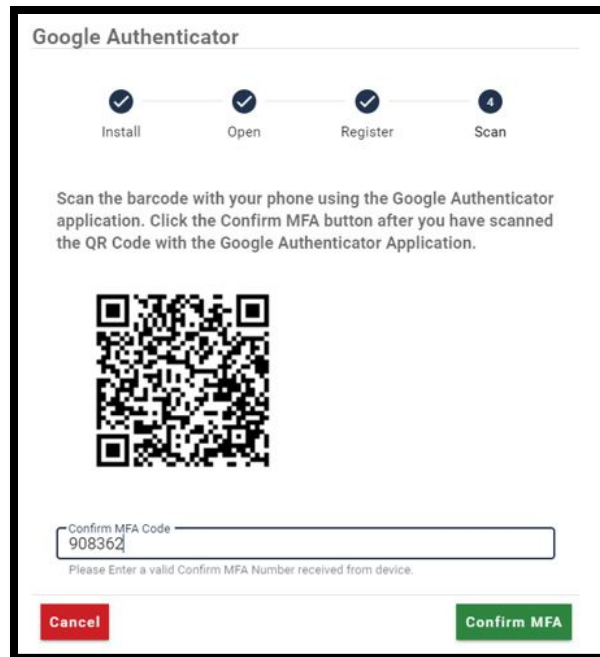 Google Authenticator
4
Install Open Register Scan
Scan the barcode with your phone using the Google Authenticator
application. Click the Confirm MFA button after you have scanned
the QR Code with the Google Authenticator Application.
Confirm MFA Code
908362
Please Enter a valid Confirm MFA Number received from device.
Cancel Confirm MFA